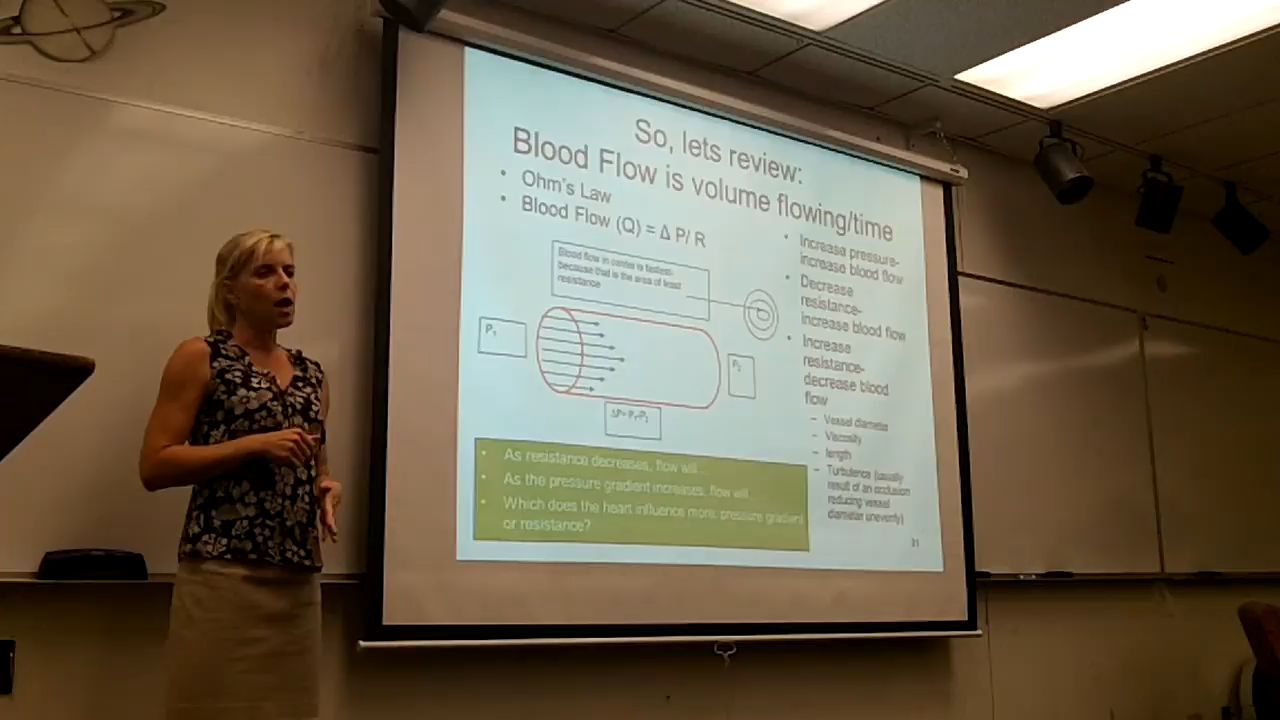 So, lets review:
Blood Flow is volume flowing/time
• Ohm's Law
• Blood Flow (Q) = Δ P/ R
Blood flow in center is fastest-
because that is the area of least
resistance
P1
P2
ΔP= P1-P2
• Increase pressure-
increase blood flow
• Decrease
resistance-
increase blood flow
• Increase
resistance-
decrease blood
flow
– Vessel diameter
– Viscosity
– length
– Turbulence (usually
result of an occlusion
reducing vessel
diameter unevenly)
• As resistance decreases, flow will...
• As the pressure gradient increases, flow will...
• Which does the heart influence more: pressure gradient
or resistance?
31